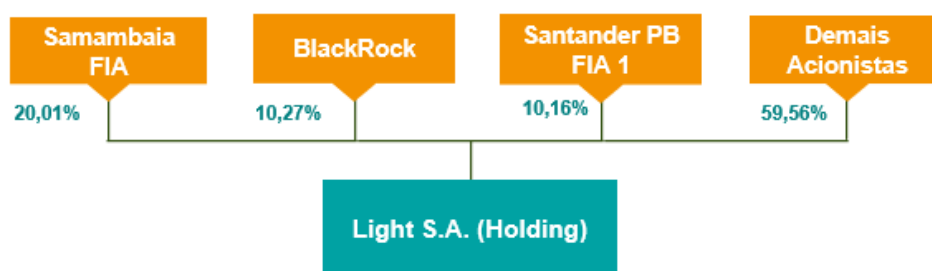 Samambaia
FIA
BlackRock
Santander PB
FIA 1
Demais
Acionistas
20,01%
10,27%
10,16%
59,56%
Light S.A. (Holding)